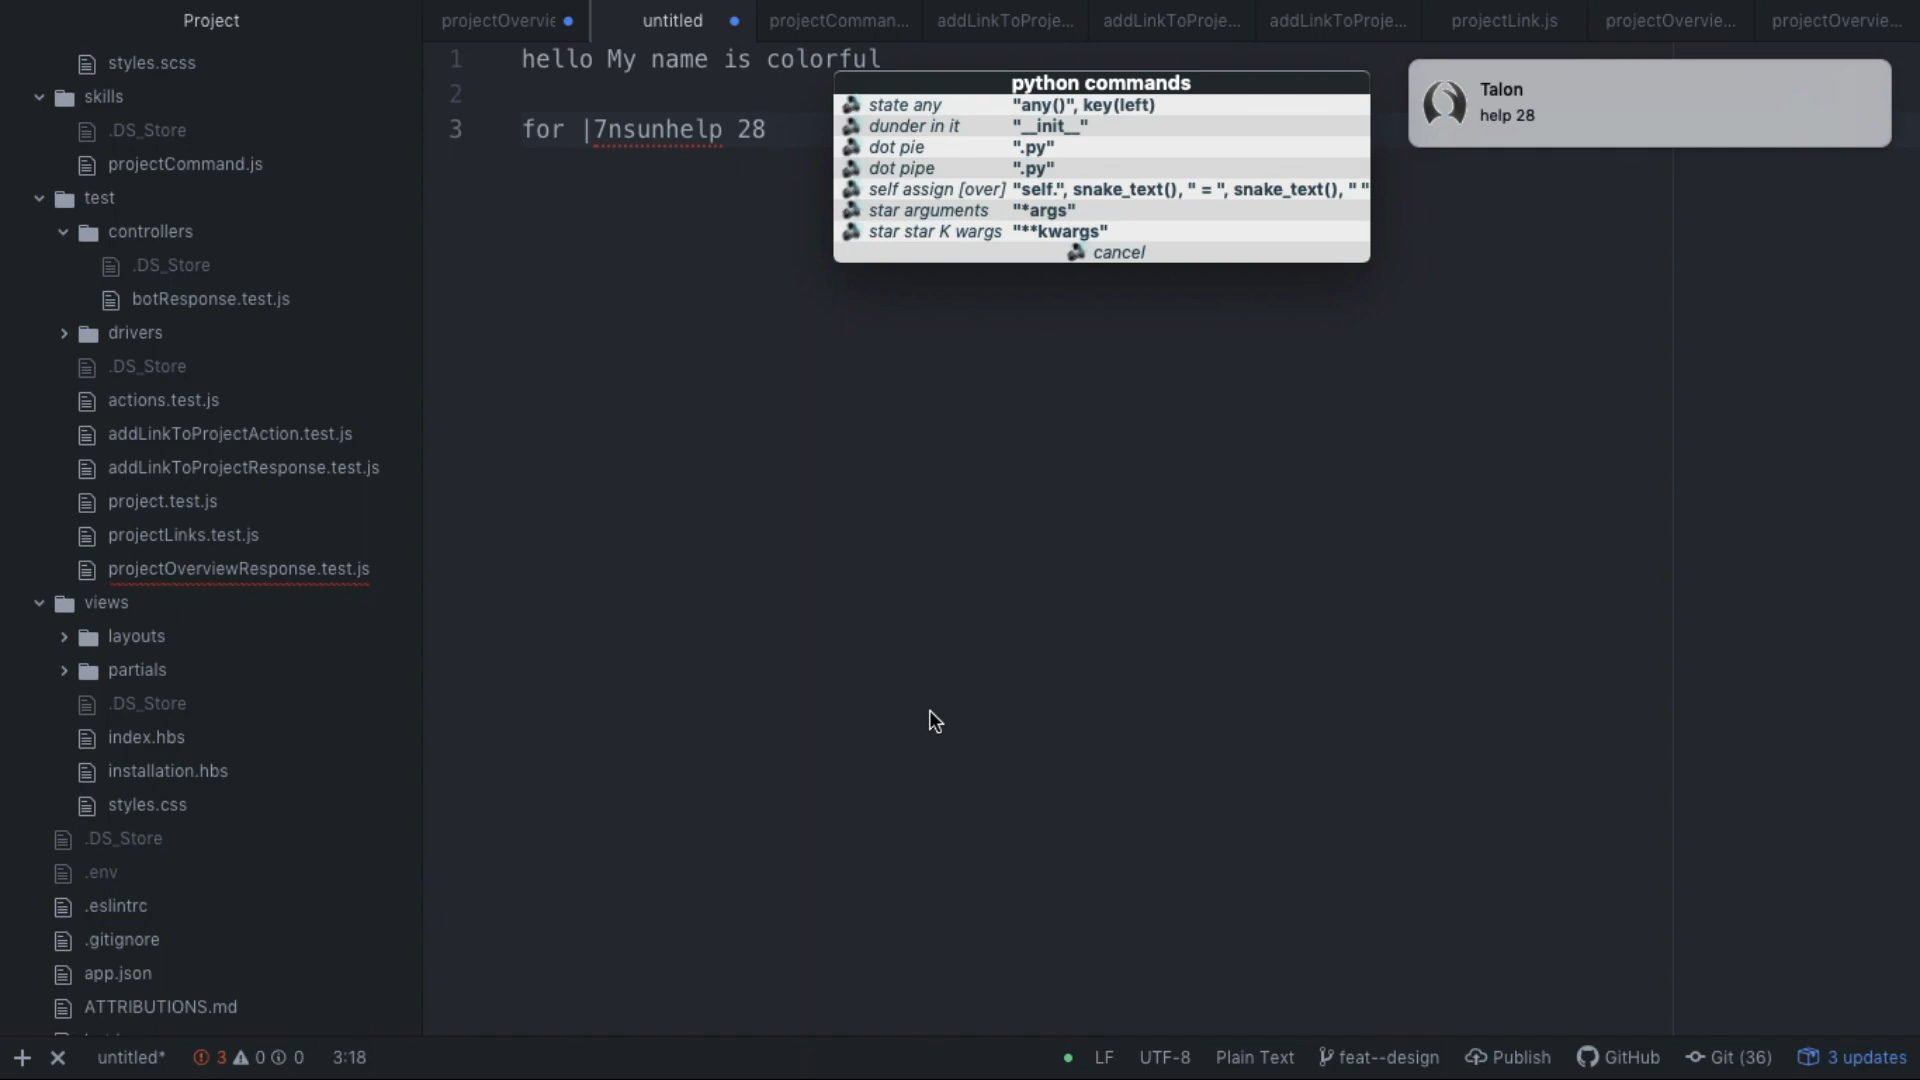 Project
projectOvervie
untitled
projectComman...
addLinkToProje...
addLinkToProje...
addLinkToProje...
projectLink.js
projectOvervie...
projectOvervie...
styles.scss
skills
.DS_Store
projectCommand.js
test
controllers
.DS_Store
botResponse.test.js
drivers
.DS_Store
actions.test.js
addLinkToProjectAction.test.js
addLinkToProjectResponse.test.js
project.test.js
projectLinks.test.js
projectOverviewResponse.test.js
views
layouts
partials
.DS_Store
index.hbs
installation.hbs
styles.css
.DS_Store
.env
.eslintrc
.gitignore
app.json
ATTRIBUTIONS.md
1 hello My name is colorful
2
3 for |7nsunhelp 28
python commands
state any "any()", key(left)
dunder in it "__init__"
dot pie ".py"
dot pipe ".py"
self assign [over] "self.", snake_text(), " = ", snake_text(), " "
star arguments "*args"
star star K wargs "**kwargs"
cancel
Talon
help 28
untitled* 3 0 0 3:18 LF UTF-8 Plain Text feat--design Publish GitHub Git (36) 3 updates